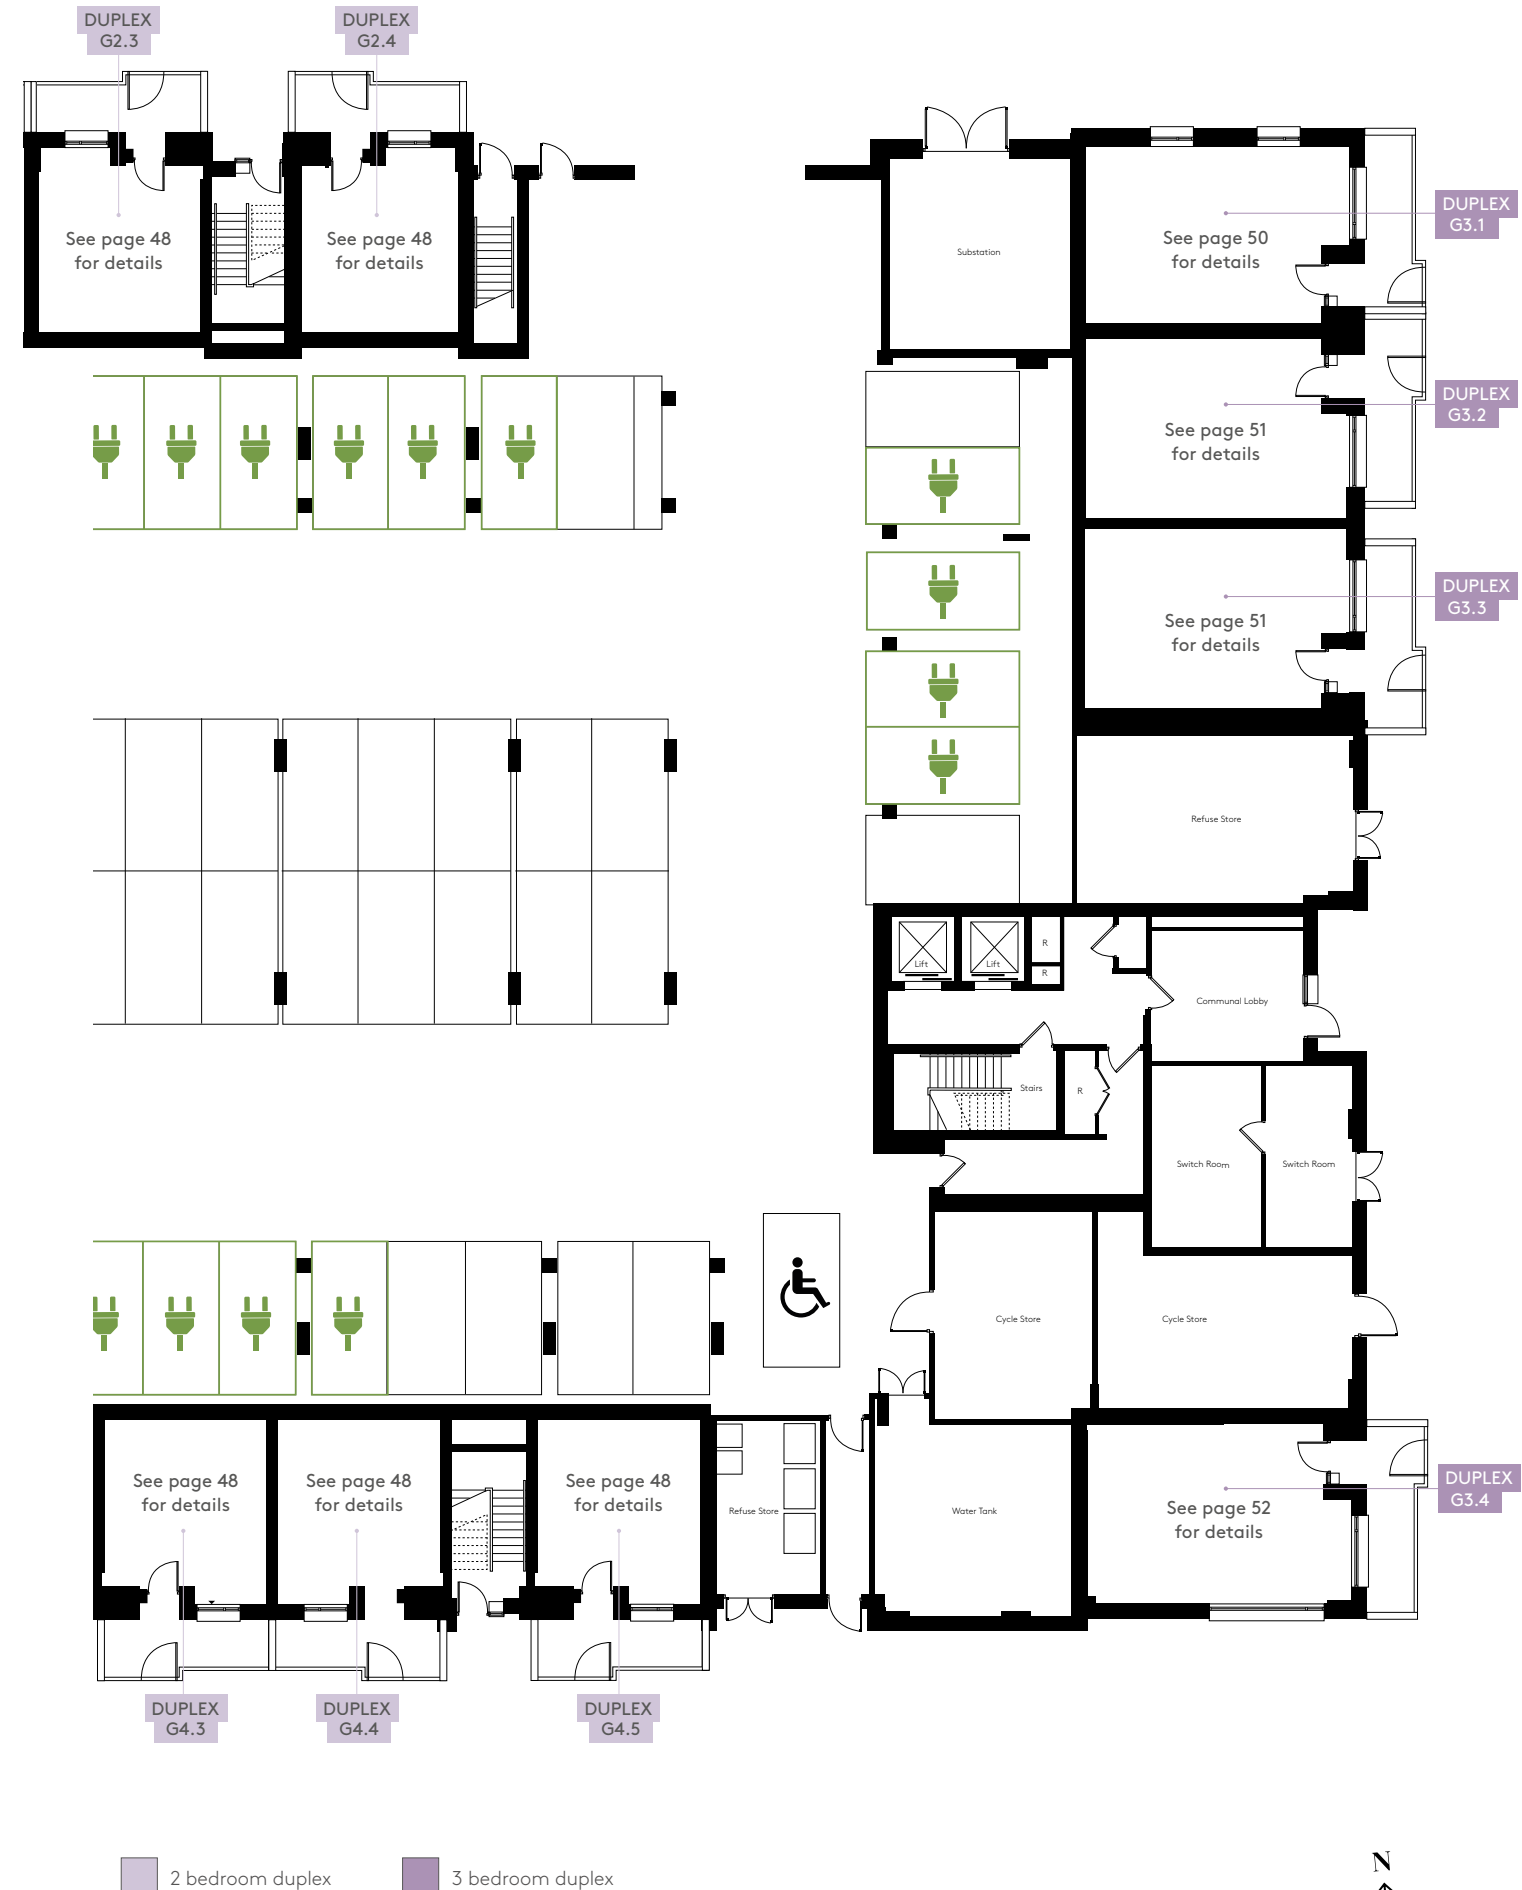 DUPLEX
G2.3
DUPLEX
G2.4
See page 48
for details
See page 48
for details
Substation
See page 50
for details
DUPLEX
G3.1
See page 51
for details
DUPLEX
G3.2
See page 51
for details
DUPLEX
G3.3
Refuse Store
Lift
Lift
R
R
Communal Lobby
Stairs
R
Switch Room
Switch Room
Cycle Store
Cycle Store
See page 48
for details
See page 48
for details
See page 48
for details
Refuse Store
Water Tank
See page 52
for details
DUPLEX
G3.4
DUPLEX
G4.3
DUPLEX
G4.4
DUPLEX
G4.5
2 bedroom duplex
3 bedroom duplex
N